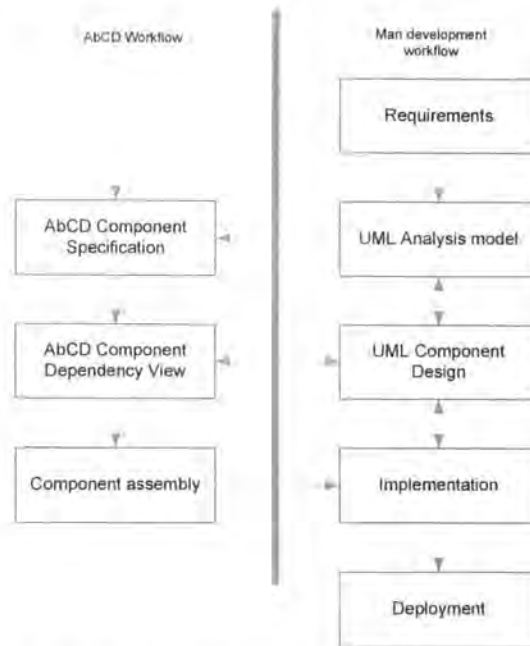 AbCD Workflow
Man development
workflow
Requirements
AbCD Component
Specification
UML Analysis model
AbCD Component
Dependency View
UML Component
Design
Component assembly
Implementation
Deployment